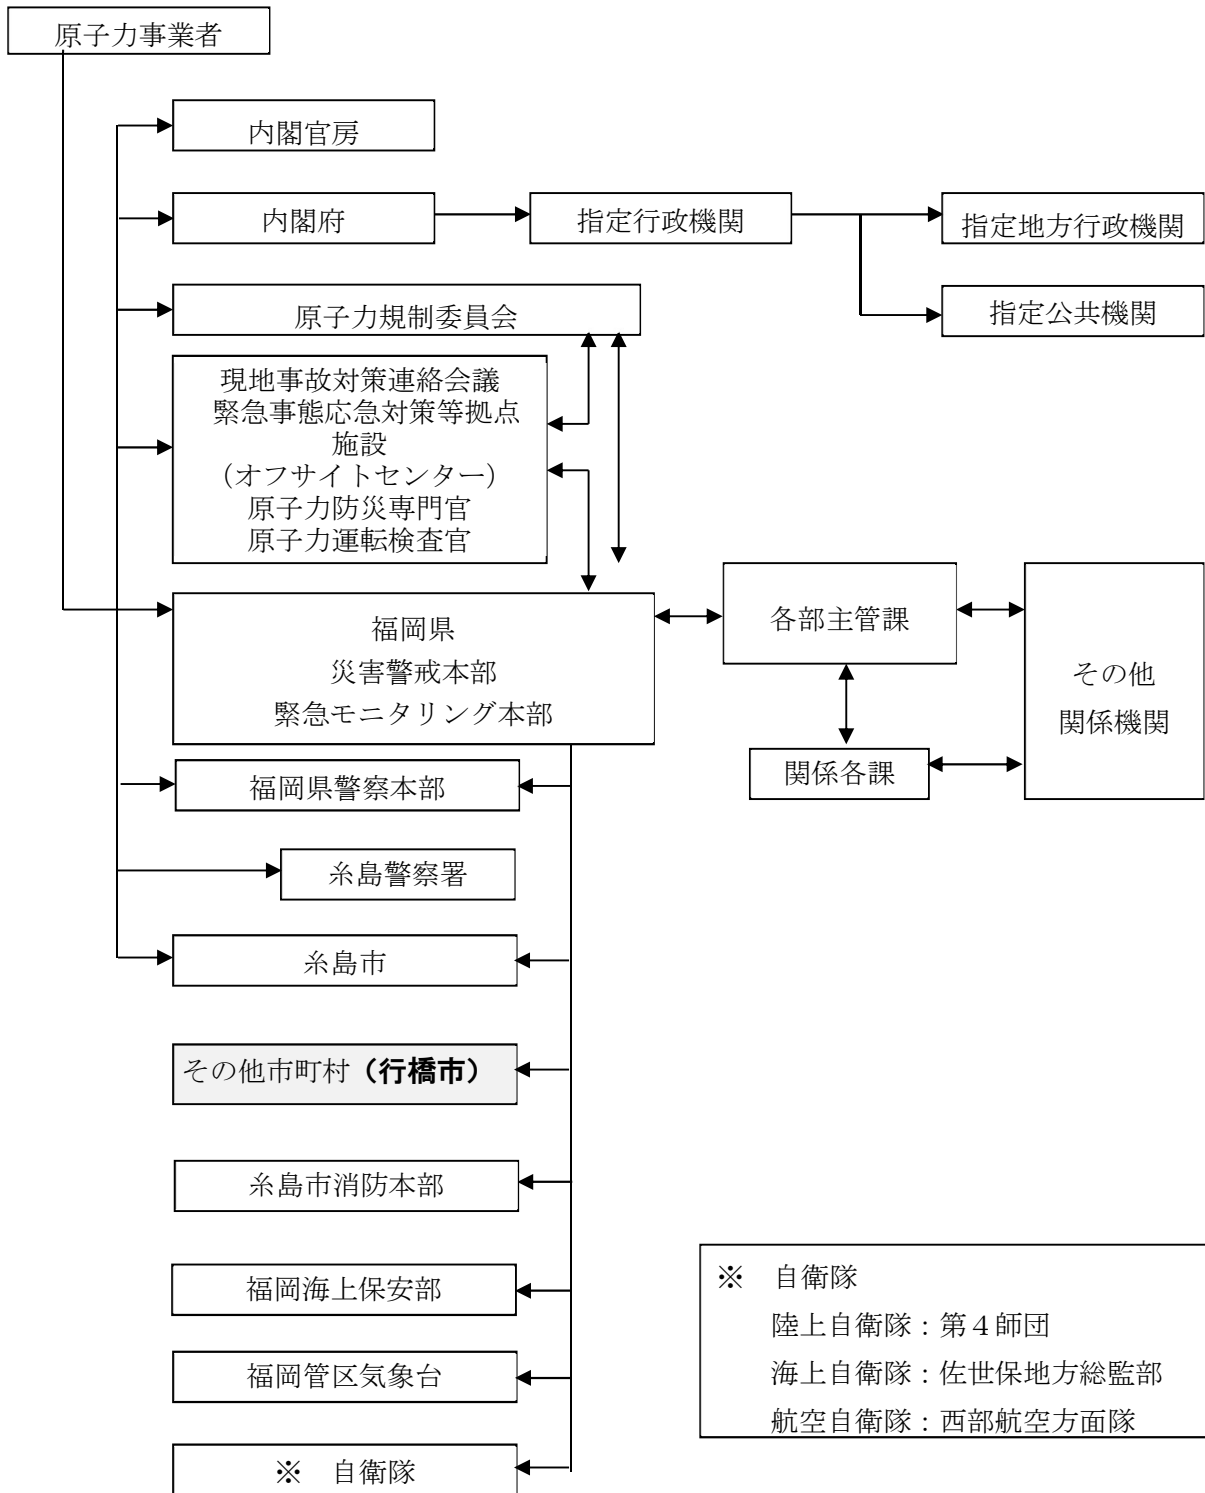 原子力事業者
内閣官房
内閣府
指定行政機関
指定地方行政機関
原子力規制委員会
指定公共機関
現地事故対策連絡会議
緊急事態応急対策等拠点
施設
（オフサイトセンター）
原子力防災専門官
原子力運転検査官
福岡県
災害警戒本部
緊急モニタリング本部
各部主管課
その他
関係機関
関係各課
福岡県警察本部
糸島警察署
糸島市
その他市町村（行橋市）
糸島市消防本部
福岡海上保安部
福岡管区気象台
※　自衛隊
※　自衛隊
陸上自衛隊：第４師団
海上自衛隊：佐世保地方総監部
航空自衛隊：西部航空方面隊